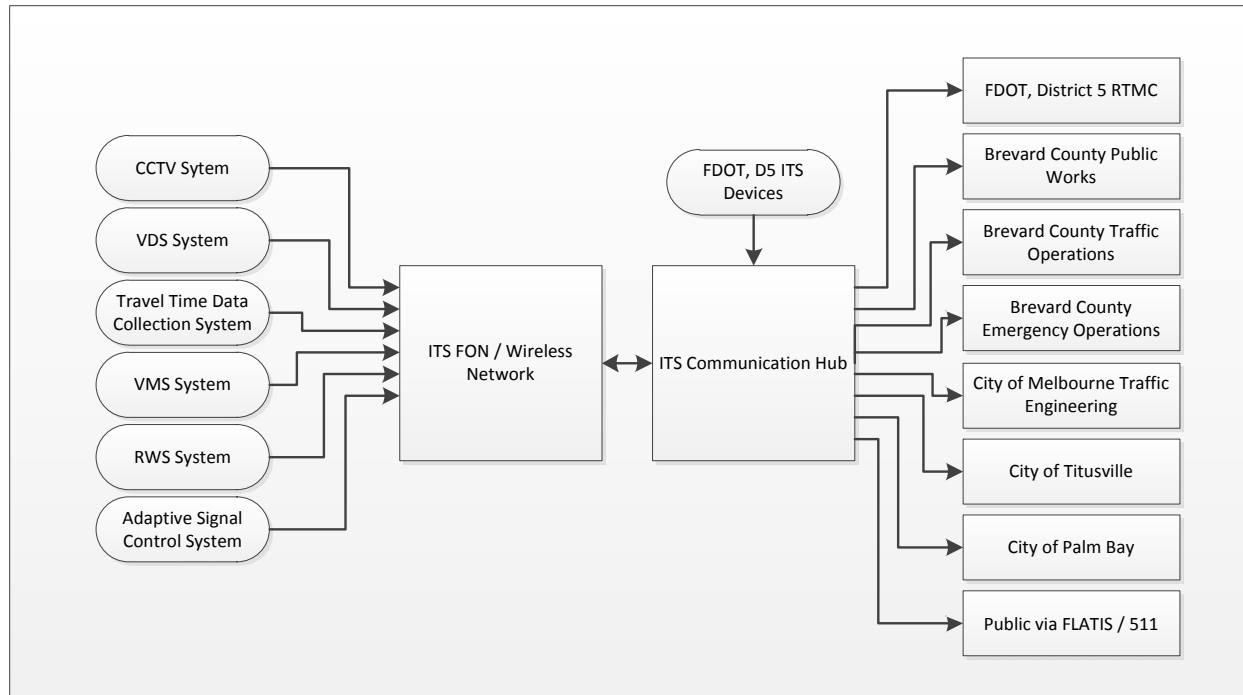 CCTV Sytem
VDS System
Travel Time Data
Collection System
VMS System
RWS System
Adaptive Signal
Control System
ITS FON / Wireless
Network
FDOT, D5 ITS
Devices
ITS Communication Hub
FDOT, District 5 RTMC
Brevard County Public
Works
Brevard County Traffic
Operations
Brevard County
Emergency Operations
City of Melbourne Traffic
Engineering
City of Titusville
City of Palm Bay
Public via FLATIS / 511